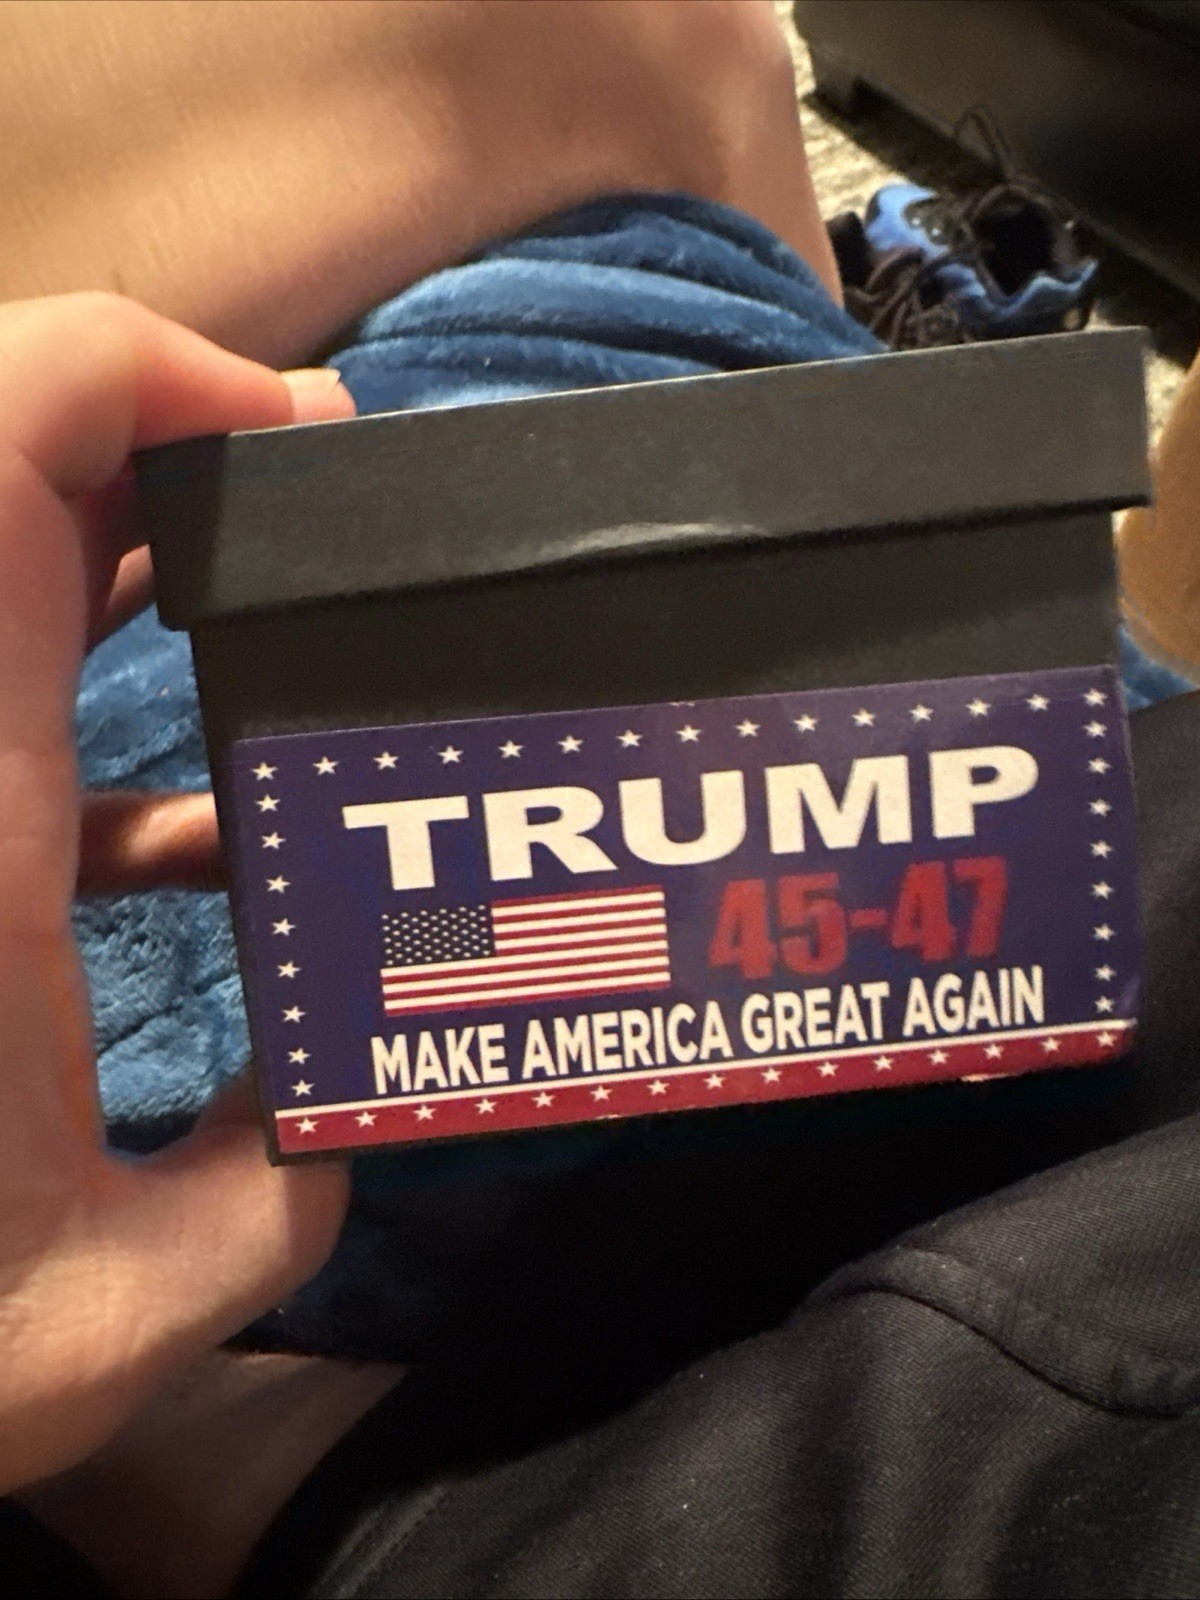 TRUMP
45-47
MAKE AMERICA GREAT AGAIN